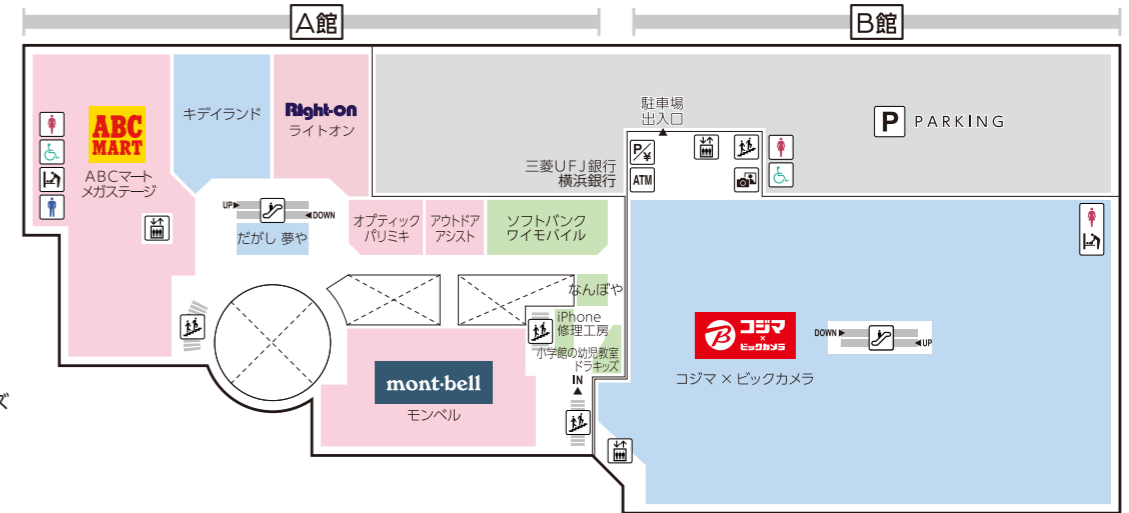 A館
B館
ABC
MART
ABCマート
メガステージ
キデイランド
Right-on
ライトオン
駐車場
出入口
P PARKING
三菱UFJ銀行
横浜銀行
P/¥
ATM
UP▶
◀DOWN
だがし 夢や
オプティック
パリミキ
アウトドア
アシスト
ソフトバンク
ワイモバイル
なんぼや
iPhone
修理工房
小学館の幼児教室
ドラキッズ
IN
mont-bell
モンベル
コジマ
×
ビックカメラ
コジマ × ビックカメラ
DOWN▶
◀UP
ズ